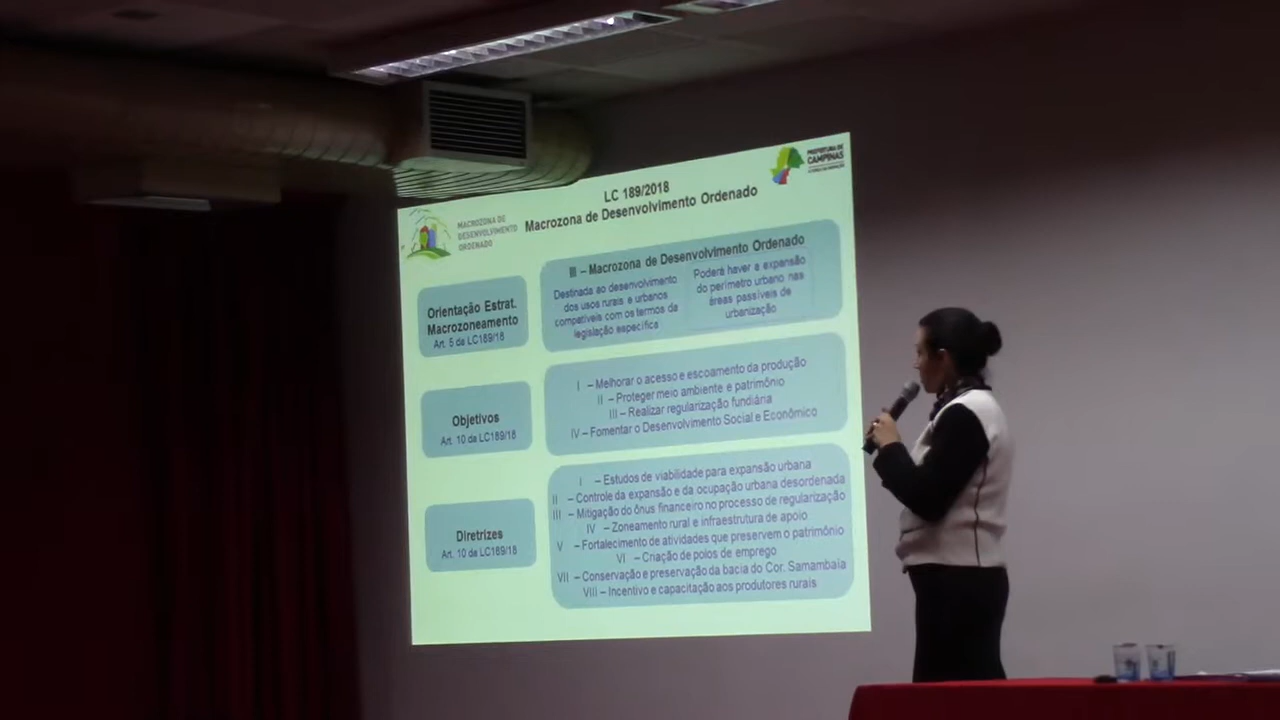 LC 189/2018
Macrozona de Desenvolvimento Ordenado
MACROZONA DE
DESENVOLVIMENTO
ORDENADO
PREFEITURA DE
CAMPINAS
Orientação Estrat.
Macrozoneamento
Art. 5 da LC189/18
III – Macrozona de Desenvolvimento Ordenado
Destinada ao desenvolvimento
dos usos rurais e urbanos
compatíveis com os termos da
legislação específica
Poderá haver a expansão
do perímetro urbano nas
áreas passíveis de
urbanização
Objetivos
Art. 10 da LC189/18
I – Melhorar o acesso e escoamento da produção
II – Proteger meio ambiente e patrimônio
III – Realizar regularização fundiária
IV – Fomentar o Desenvolvimento Social e Econômico
Diretrizes
Art. 10 da LC189/18
I – Estudos de viabilidade para expansão urbana
II – Controle da expansão e da ocupação urbana desordenada
III – Mitigação do ônus financeiro no processo de regularização
IV – Zoneamento rural e infraestrutura de apoio
V – Fortalecimento de atividades que preservem o patrimônio
VI – Criação de polos de emprego
VII – Conservação e preservação da bacia do Cor. Samambaia
VIII – Incentivo e capacitação aos produtores rurais